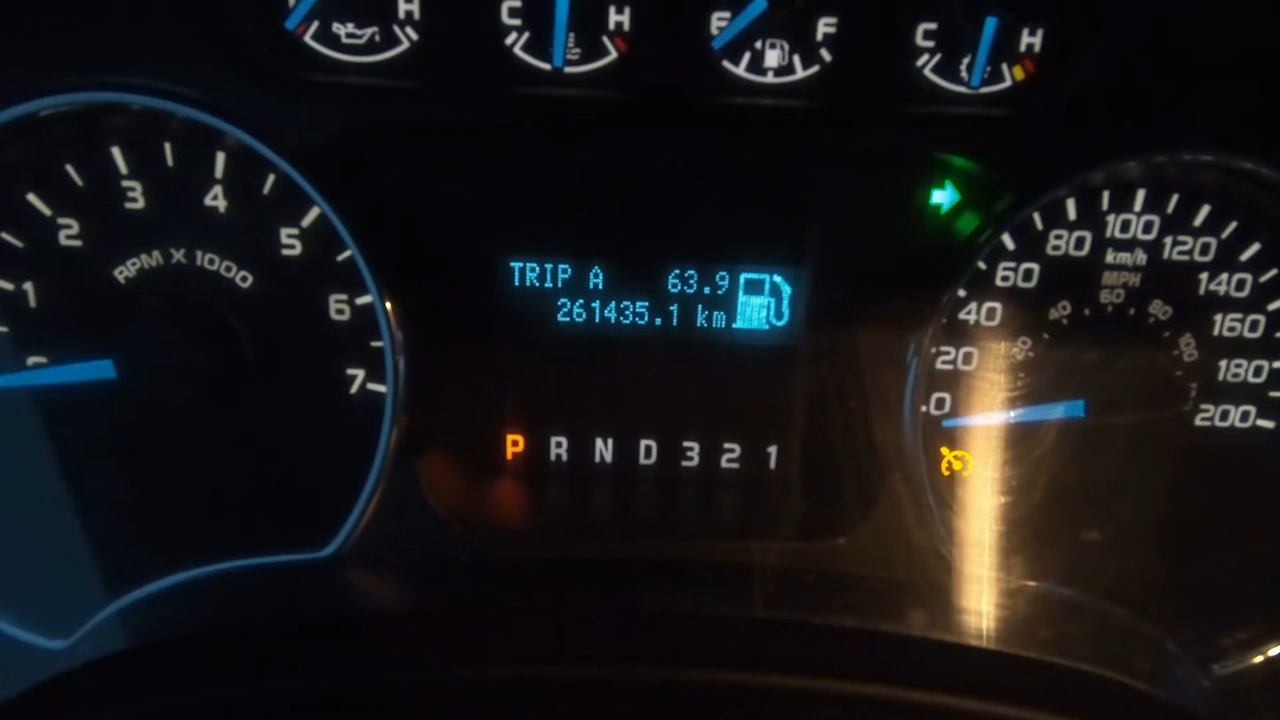 H
C H
E F
C H
1 2 3 4 5 6 7
RPM X 1000
TRIP A 63.9
261435.1 km
P R N D 3 2 1
0 20 40 60 80 100 120 140 160 180 200
km/h
MPH
20 40 60 80 100